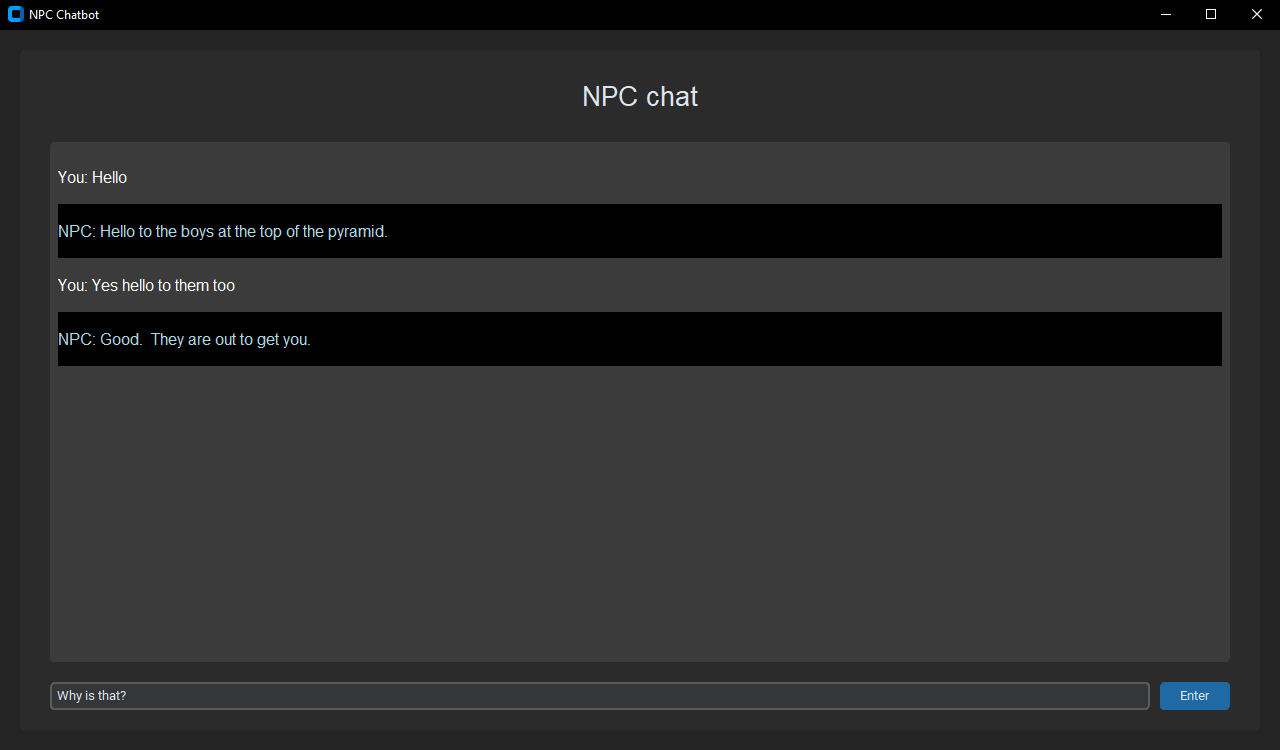 NPC Chatbot
NPC chat
You: Hello
NPC: Hello to the boys at the top of the pyramid.
You: Yes hello to them too
NPC: Good.  They are out to get you.
Why is that?
Enter